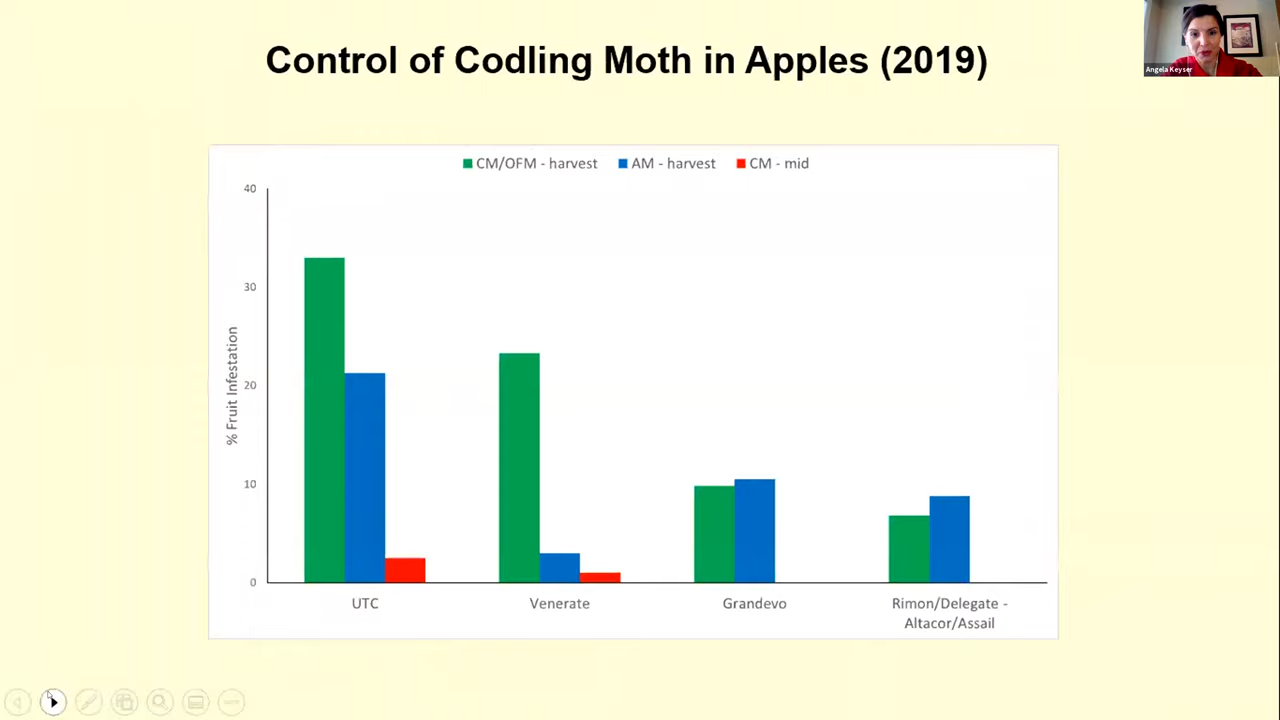 Control of Codling Moth in Apples (2019)
Angela Keyser
CM/OFM - harvest AM - harvest CM - mid
40
30
20
10
0
% Fruit Infestation
UTC Venerate Grandevo Rimon/Delegate -
Altacor/Assail